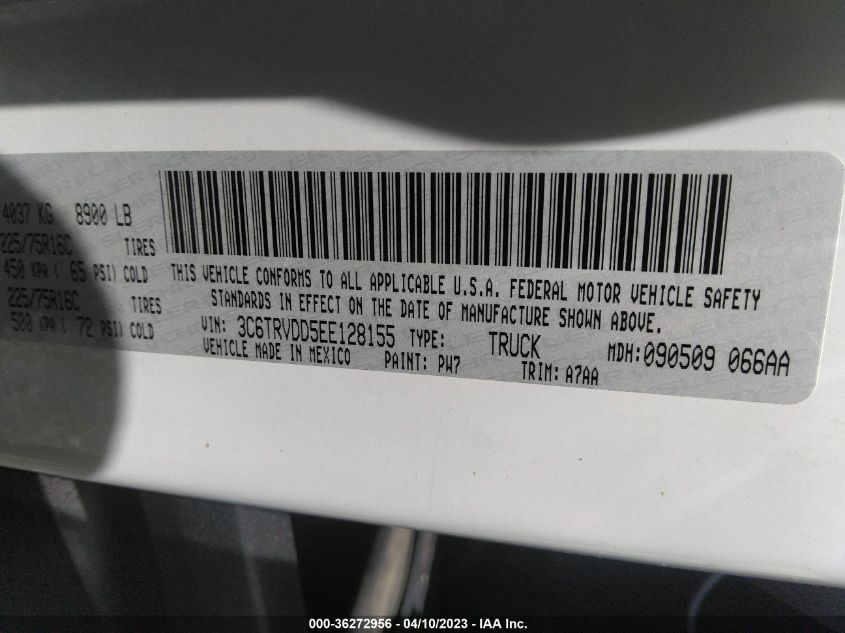 4037 KG 8900 LB
225/75R16C TIRES
450 KPA ( 65 PSI) COLD
225/75R16C TIRES
500 KPA ( 72 PSI) COLD
THIS VEHICLE CONFORMS TO ALL APPLICABLE U.S.A. FEDERAL MOTOR VEHICLE SAFETY
STANDARDS IN EFFECT ON THE DATE OF MANUFACTURE SHOWN ABOVE.
VIN: 3C6TRVDD5EE128155 TYPE: TRUCK MDH:090509 066AA
VEHICLE MADE IN MEXICO PAINT: PW7 TRIM: A7AA
000-36272956 - 04/10/2023 - IAA Inc.